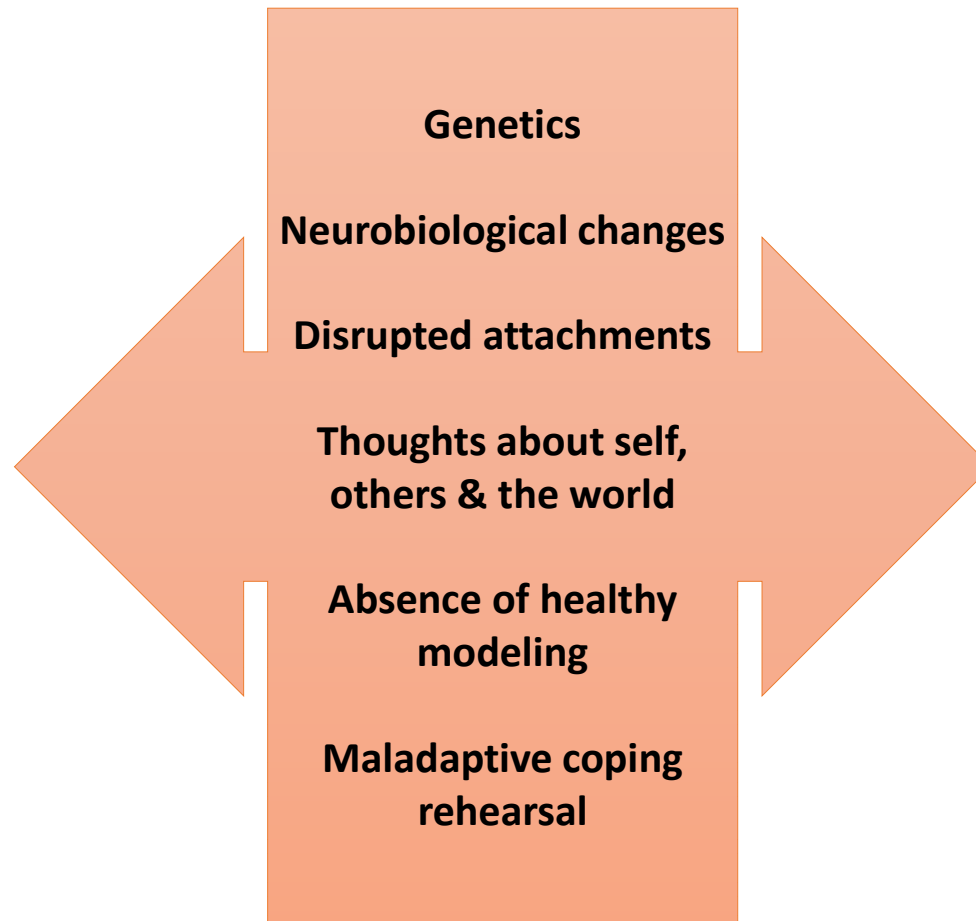 Genetics
Neurobiological changes
Disrupted attachments
Thoughts about self,
others & the world
Absence of healthy
modeling
Maladaptive coping
rehearsal